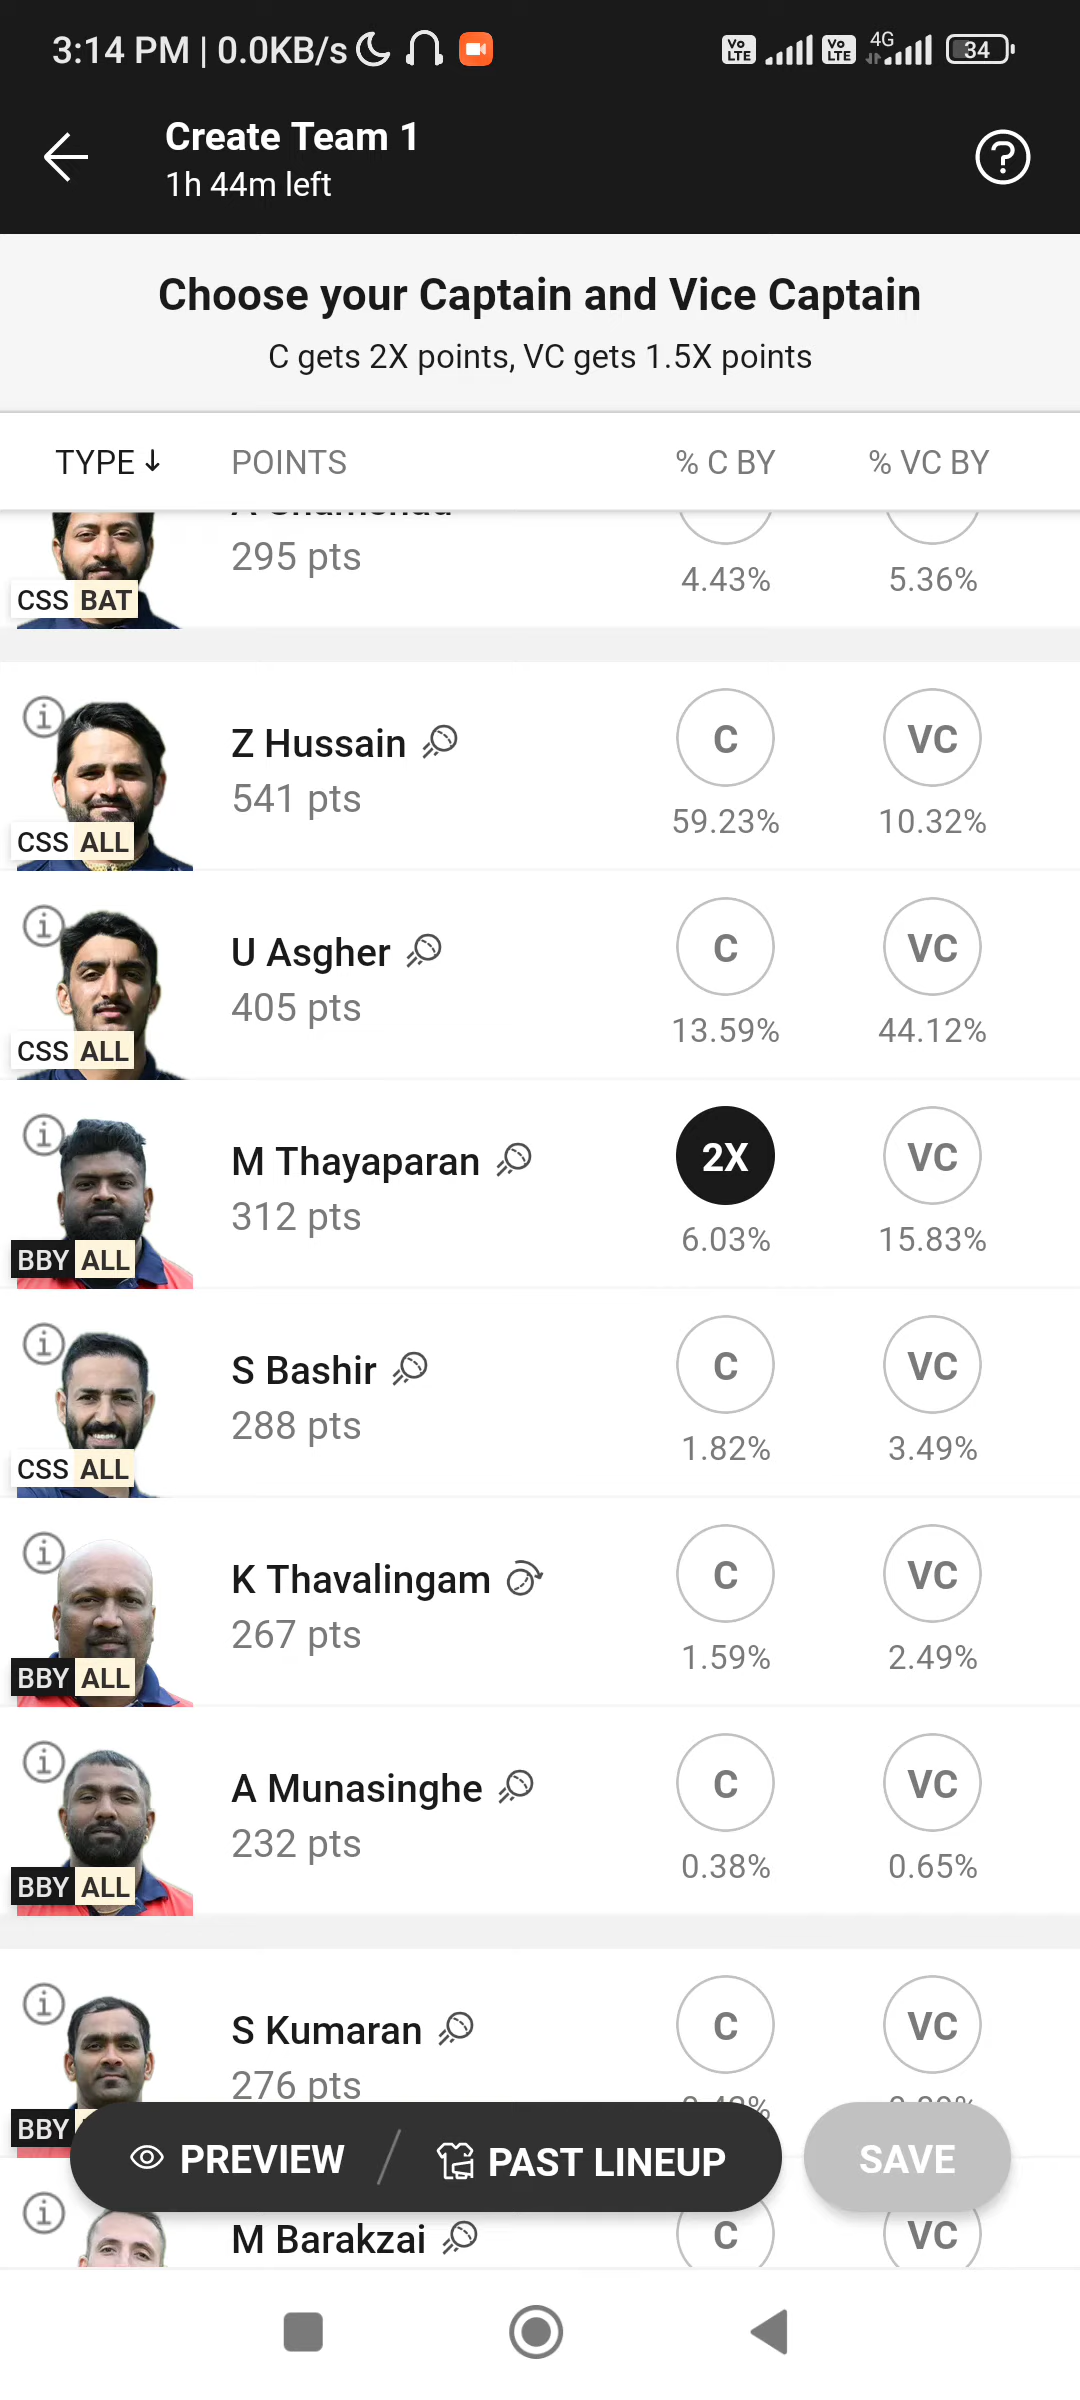 3:14 PM | 0.0KB/s
Vo LTE
Vo LTE
4G
34
Create Team 1
1h 44m left
Choose your Captain and Vice Captain
C gets 2X points, VC gets 1.5X points
TYPE ↓ POINTS % C BY % VC BY
295 pts 4.43% 5.36%
CSS BAT
Z Hussain C VC
541 pts 59.23% 10.32%
CSS ALL
U Asgher C VC
405 pts 13.59% 44.12%
CSS ALL
M Thayaparan 2X VC
312 pts 6.03% 15.83%
BBY ALL
S Bashir C VC
288 pts 1.82% 3.49%
CSS ALL
K Thavalingam C VC
267 pts 1.59% 2.49%
BBY ALL
A Munasinghe C VC
232 pts 0.38% 0.65%
BBY ALL
S Kumaran C VC
276 pts
BBY
PREVIEW / PAST LINEUP SAVE
M Barakzai C VC